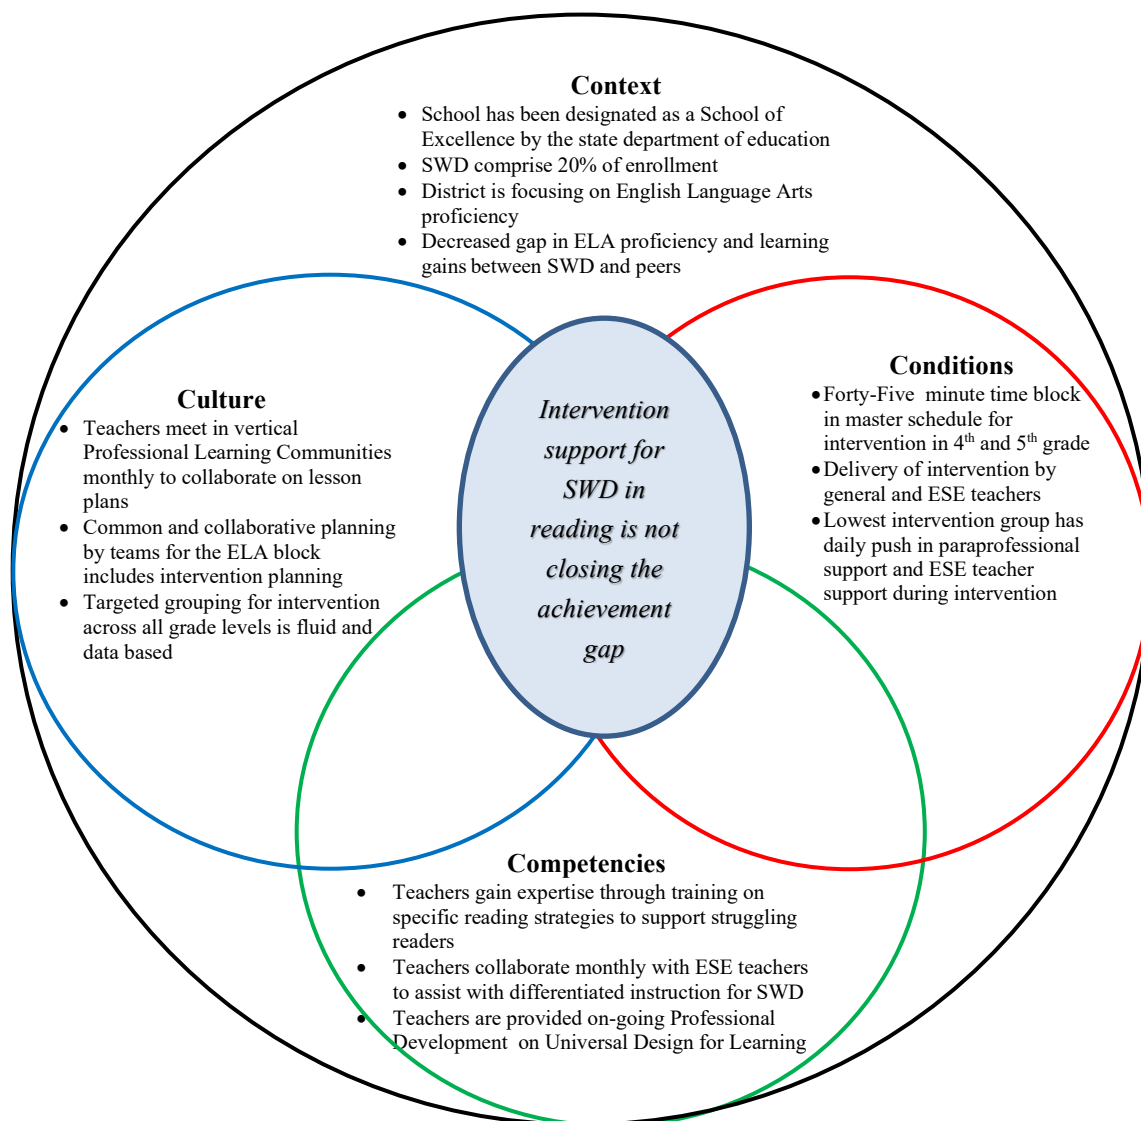 Context
• School has been designated as a School of
Excellence by the state department of education
• SWD comprise 20% of enrollment
• District is focusing on English Language Arts
proficiency
• Decreased gap in ELA proficiency and learning
gains between SWD and peers
Culture
• Teachers meet in vertical
Professional Learning Communities
monthly to collaborate on lesson
plans
• Common and collaborative planning
by teams for the ELA block
includes intervention planning
• Targeted grouping for intervention
across all grade levels is fluid and
data based
Intervention
support for
SWD in
reading is not
closing the
achievement
gap
Conditions
• Forty-Five minute time block
in master schedule for
intervention in 4th and 5th grade
• Delivery of intervention by
general and ESE teachers
• Lowest intervention group has
daily push in paraprofessional
support and ESE teacher
support during intervention
Competencies
• Teachers gain expertise through training on
specific reading strategies to support struggling
readers
• Teachers collaborate monthly with ESE teachers
to assist with differentiated instruction for SWD
• Teachers are provided on-going Professional
Development on Universal Design for Learning